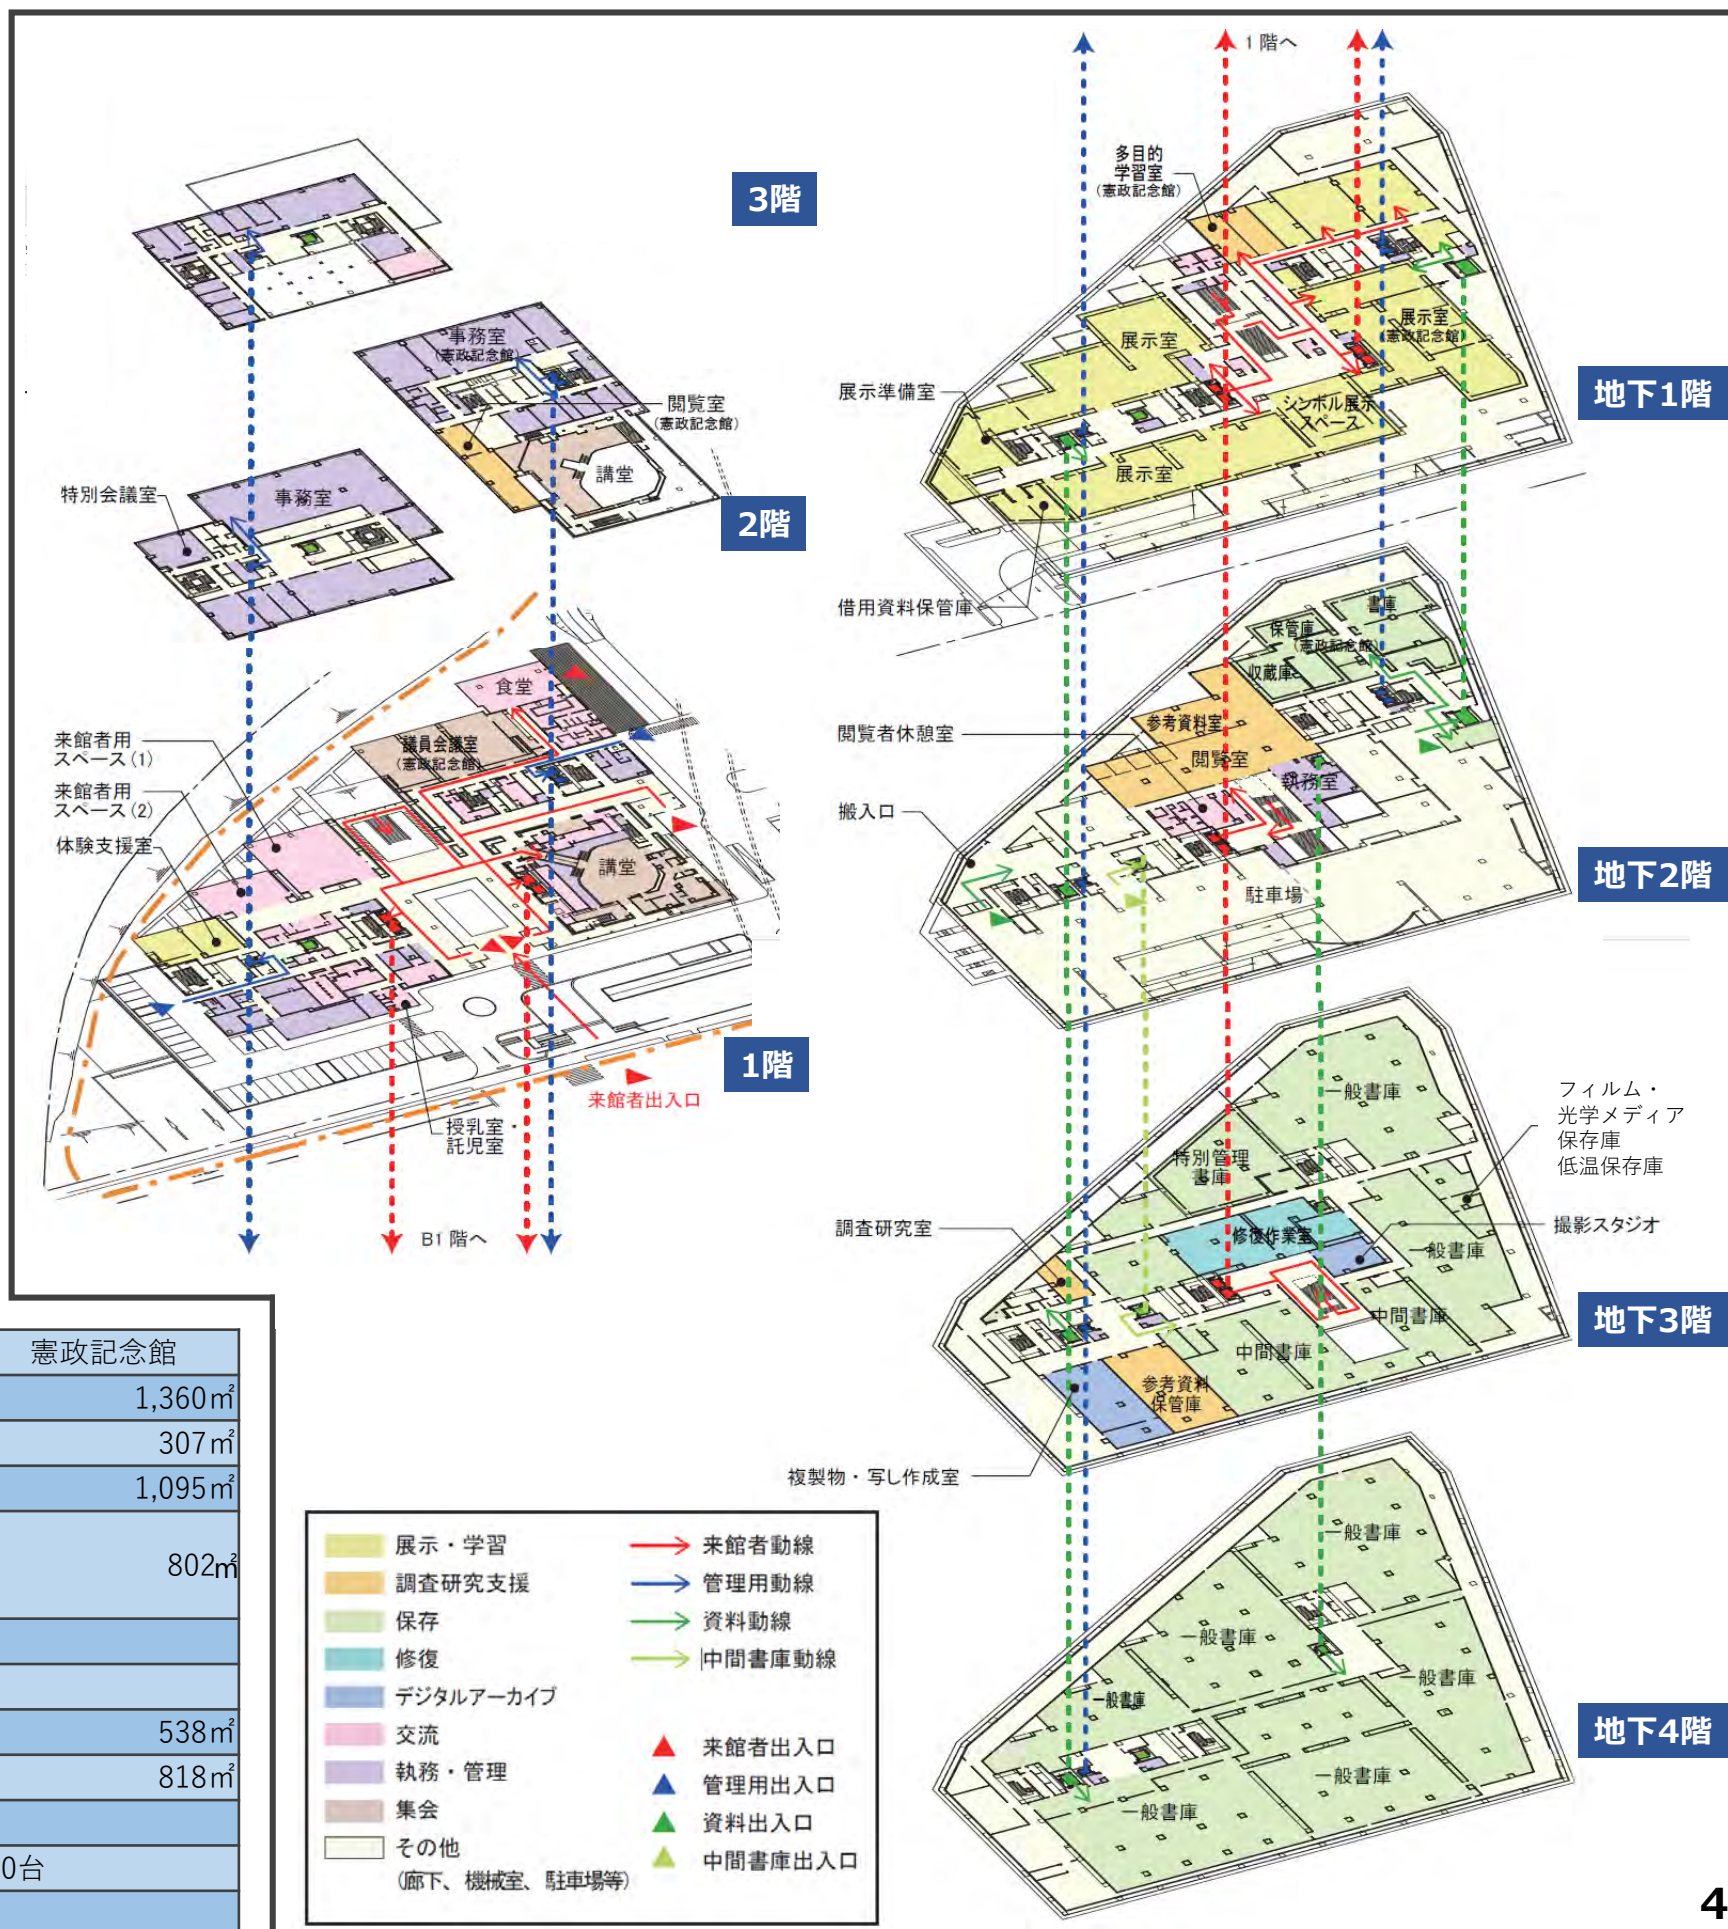 3階
事務室
(憲政記念館)
閲覧室
(憲政記念館)
講堂
特別会議室
事務室
2階
食堂
議員会議室
(憲政記念館)
来館者用
スペース(1)
来館者用
スペース(2)
体験支援室
講堂
1階
来館者出入口
授乳室・
託児室
B1階へ
1階へ
多目的
学習室
(憲政記念館)
展示室
展示室
(憲政記念館)
展示準備室
シンボル展示
スペース
展示室
地下1階
借用資料保管庫
書庫
保管庫
(憲政記念館)
収蔵庫
参考資料室
閲覧者休憩室
閲覧室
執務室
搬入口
駐車場
地下2階
一般書庫
フィルム・
光学メディア
保存庫
低温保存庫
特別管理
書庫
調査研究室
修復作業室
撮影スタジオ
一般書庫
中間書庫
中間書庫
地下3階
参考資料
保管庫
複製物・写し作成室
一般書庫
一般書庫
一般書庫
一般書庫
一般書庫
一般書庫
地下4階
憲政記念館
1,360㎡
307㎡
1,095㎡
802㎡
538㎡
818㎡
0台
展示・学習
調査研究支援
保存
修復
デジタルアーカイブ
交流
執務・管理
集会
その他
(廊下、機械室、駐車場等)
来館者動線
管理用動線
資料動線
中間書庫動線
来館者出入口
管理用出入口
資料出入口
中間書庫出入口
4